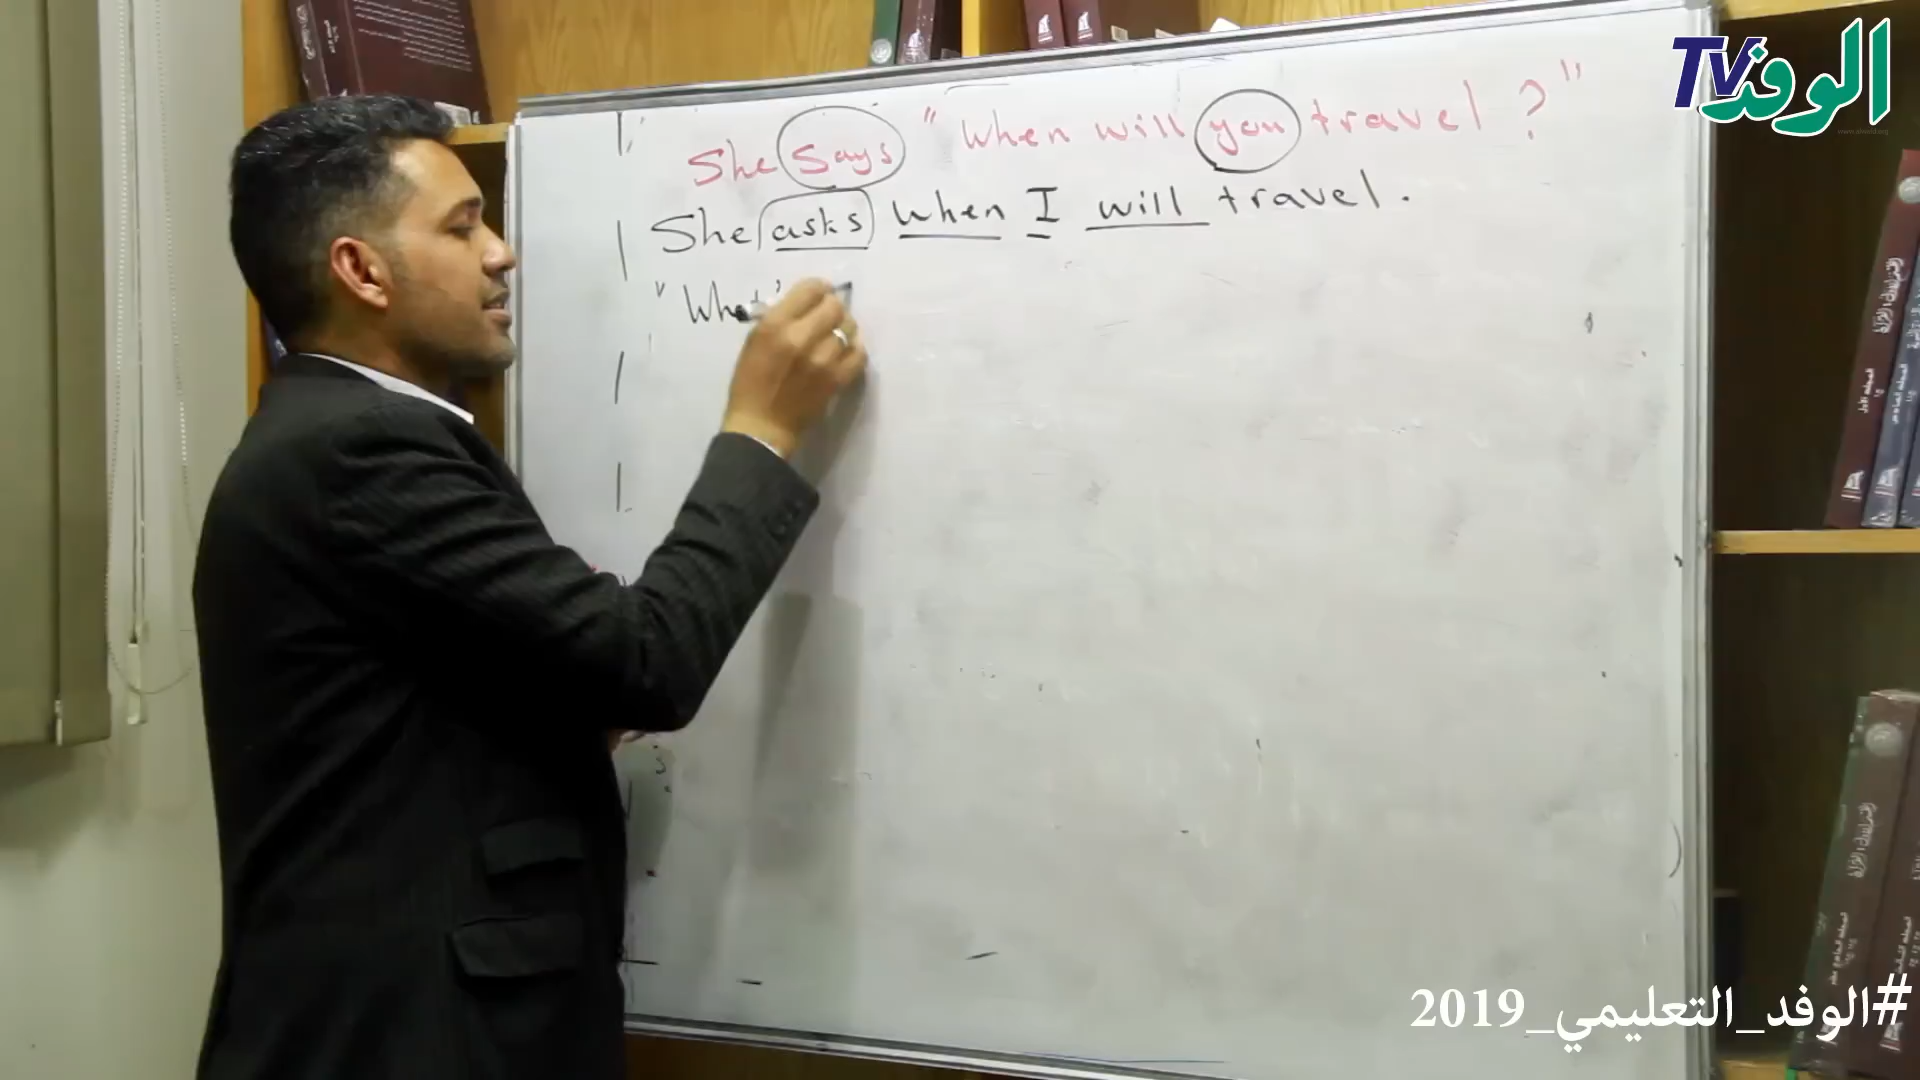 الوفد TV
She says "When will you travel?"
She asks when I will travel.
"What'
#الوفد_التعليمي_2019